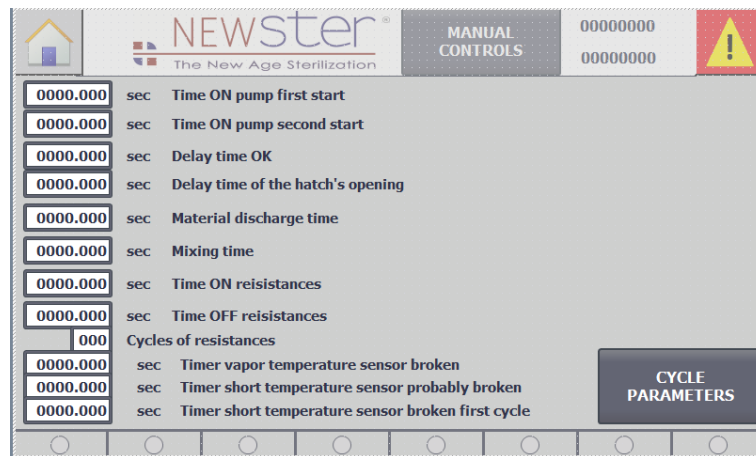 NEWSter®
The New Age Sterilization
MANUAL
CONTROLS
00000000
00000000
!
0000.000 sec Time ON pump first start
0000.000 sec Time ON pump second start
0000.000 sec Delay time OK
0000.000 sec Delay time of the hatch's opening
0000.000 sec Material discharge time
0000.000 sec Mixing time
0000.000 sec Time ON reisistances
0000.000 sec Time OFF reisistances
000 Cycles of resistances
0000.000 sec Timer vapor temperature sensor broken
0000.000 sec Timer short temperature sensor probably broken
0000.000 sec Timer short temperature sensor broken first cycle
CYCLE
PARAMETERS